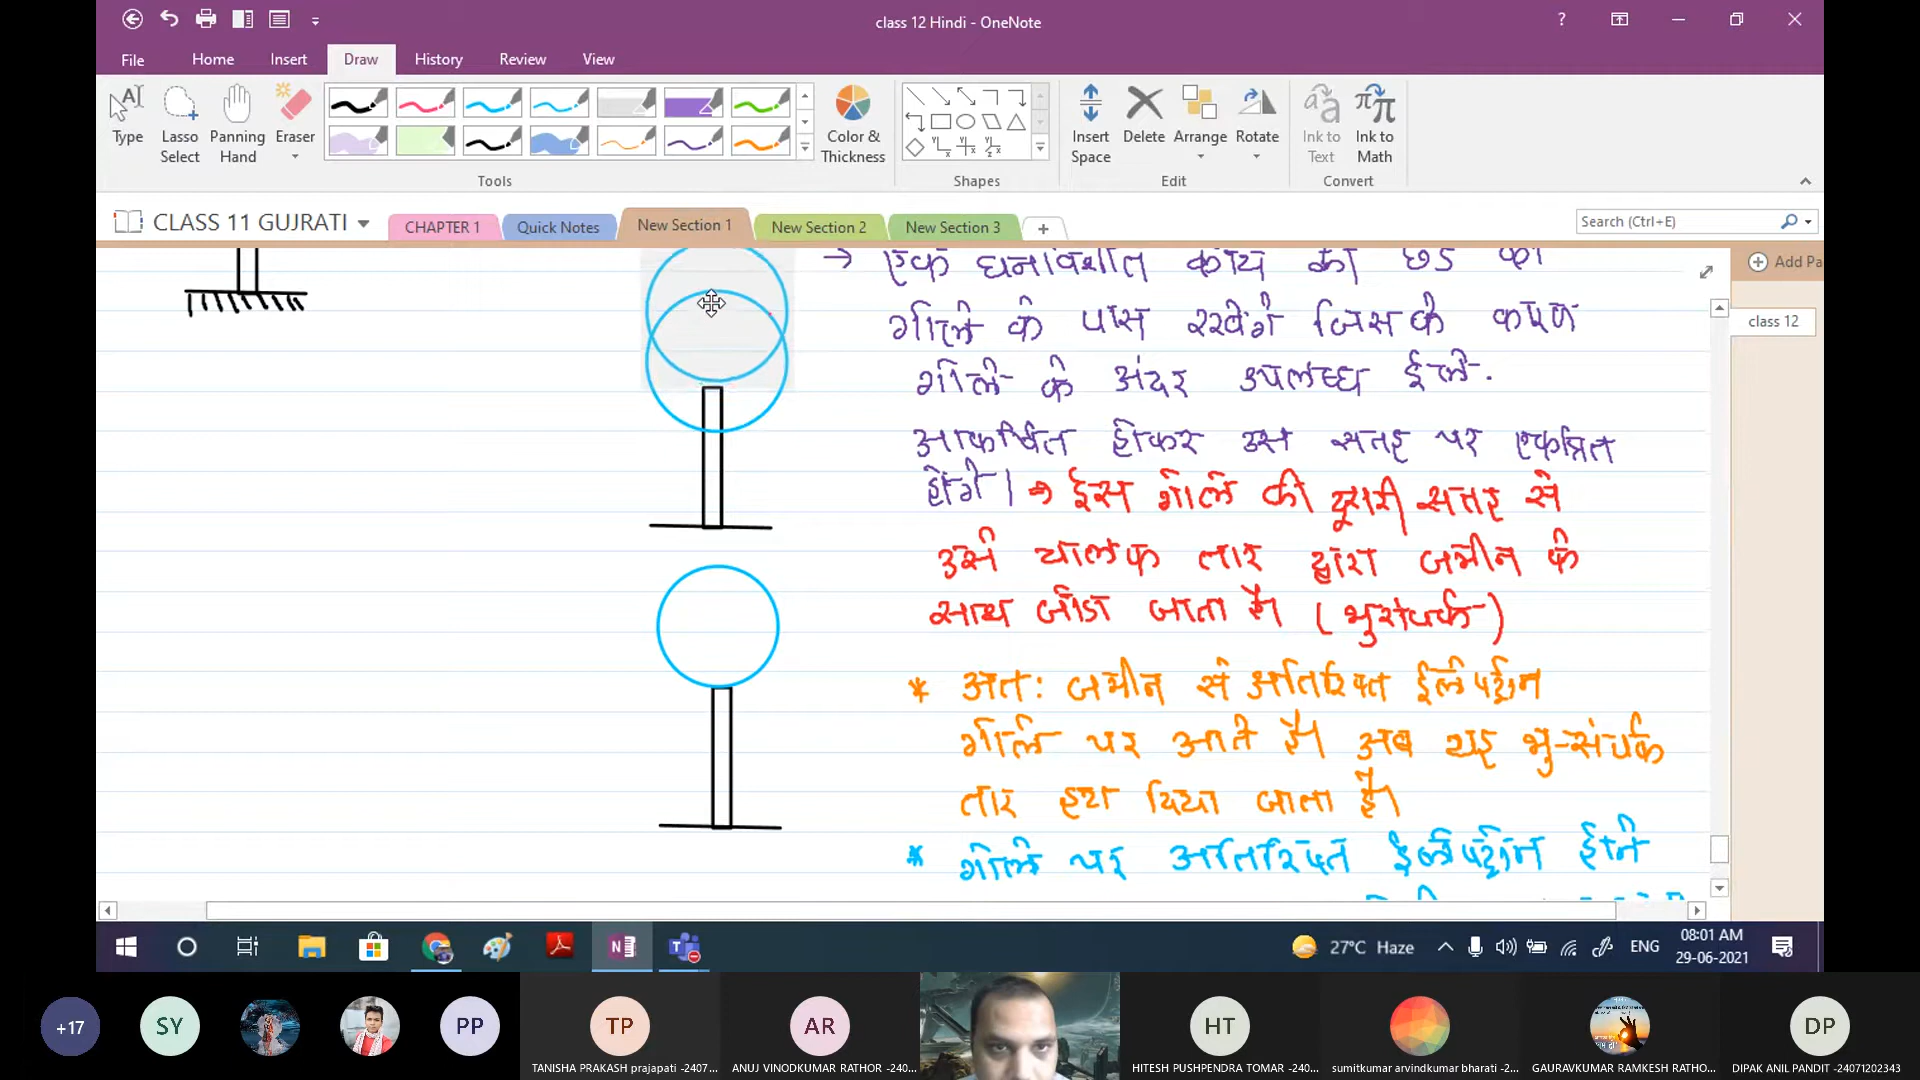 class 12 Hindi - OneNote
File Home Insert Draw History Review View
Type Lasso Select Panning Hand Eraser Color & Thickness Insert Space Delete Arrange Rotate Ink to Text Ink to Math
Tools Shapes Edit Convert
CLASS 11 GUJRATI CHAPTER 1 Quick Notes New Section 1 New Section 2 New Section 3 Search (Ctrl+E)
Add Pa
class 12
→ एक घनावेशीत काय की छड को
गोले के पास रखेंगे जिस के कारण
गोले के अंदर उपलब्ध ईले.
आकर्षित होकर उस सतह पर एकत्रित
होंगे। → ईस गोले की दूसरी सतह से
उसे चालक तार द्वारा जमीन के
साथ जोडा जाता है। (भुसंपर्क)
* अतः जमीन से अतिरिक्त ईलेक्ट्रोन
गोले पर आते है। अब यह भु-संपर्क
तार हटा दिया जाता है।
* गोले पर अतिरिक्त ईलेक्ट्रोन होने
27°C Haze ENG 08:01 AM
29-06-2021
+17 SY PP TP AR HT DP
TANISHA PRAKASH prajapati -2407... ANUJ VINODKUMAR RATHOR -240... HITESH PUSHPENDRA TOMAR -240... sumitkumar arvindkumar bharati -2... GAURAVKUMAR RAMKESH RATHO... DIPAK ANIL PANDIT -24071202343